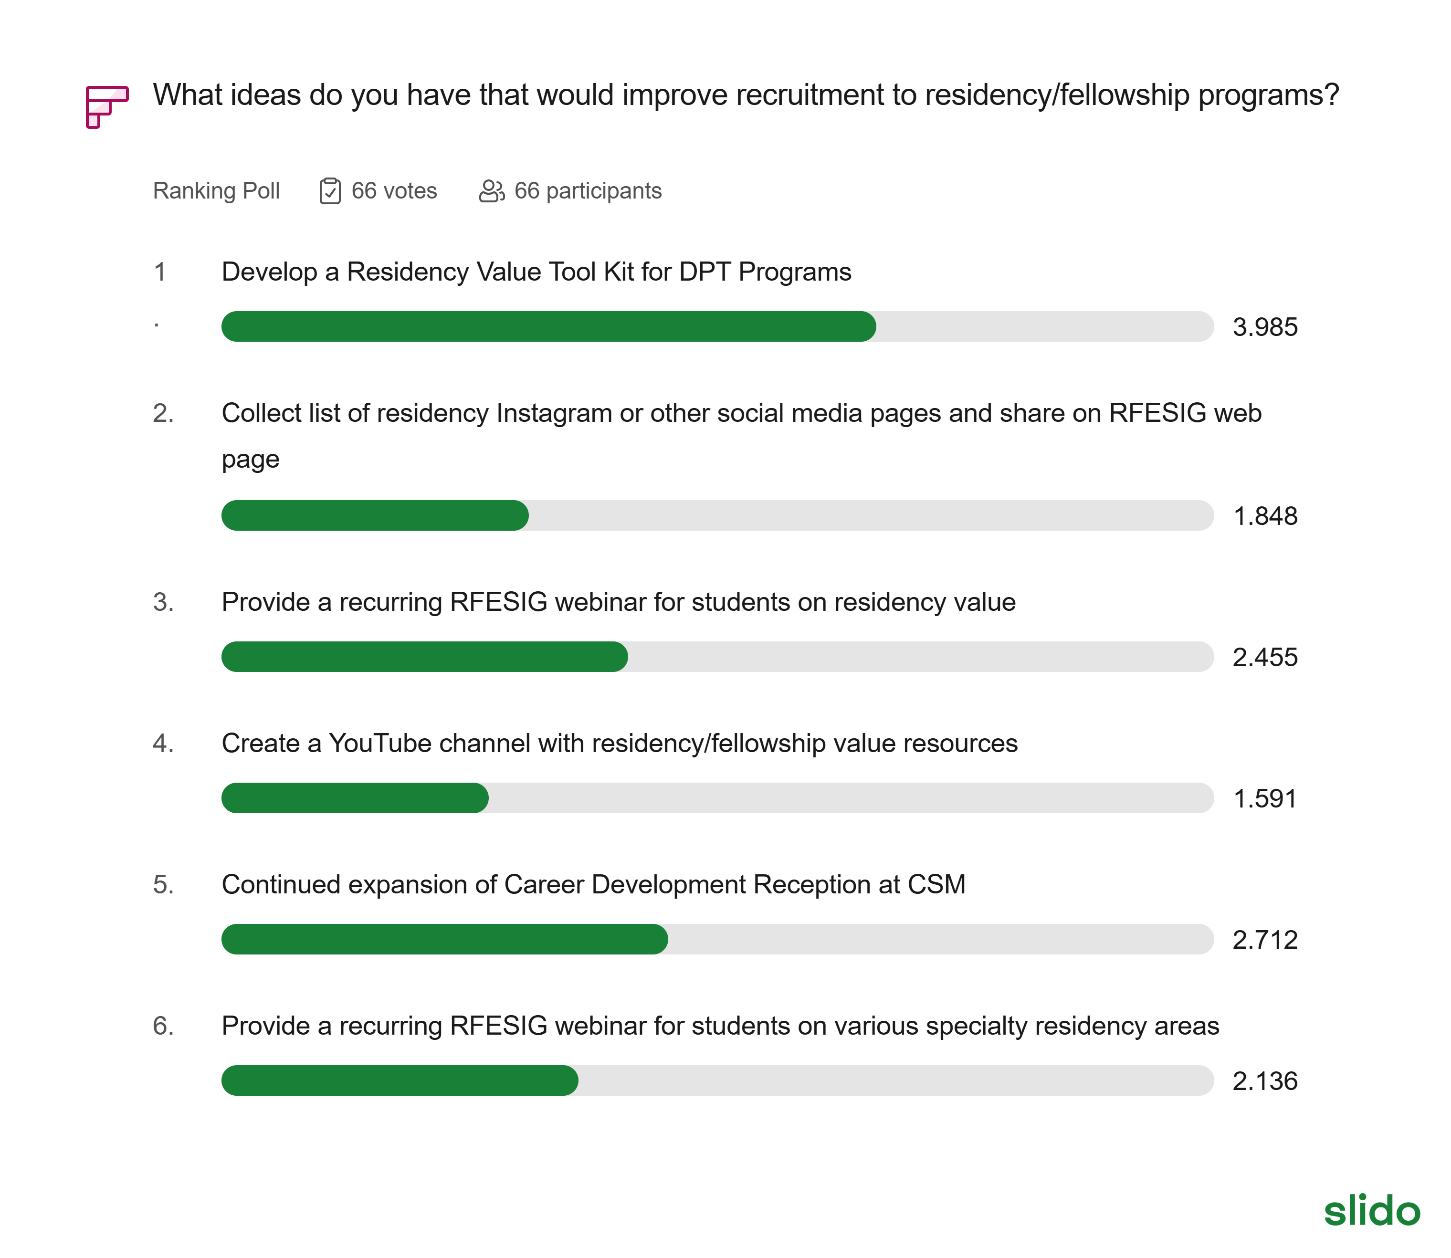 What ideas do you have that would improve recruitment to residency/fellowship programs?
Ranking Poll 66 votes 66 participants
1
.
Develop a Residency Value Tool Kit for DPT Programs
3.985
2. Collect list of residency Instagram or other social media pages and share on RFESIG web
page
1.848
3. Provide a recurring RFESIG webinar for students on residency value
2.455
4. Create a YouTube channel with residency/fellowship value resources
1.591
5. Continued expansion of Career Development Reception at CSM
2.712
6. Provide a recurring RFESIG webinar for students on various specialty residency areas
2.136
slido